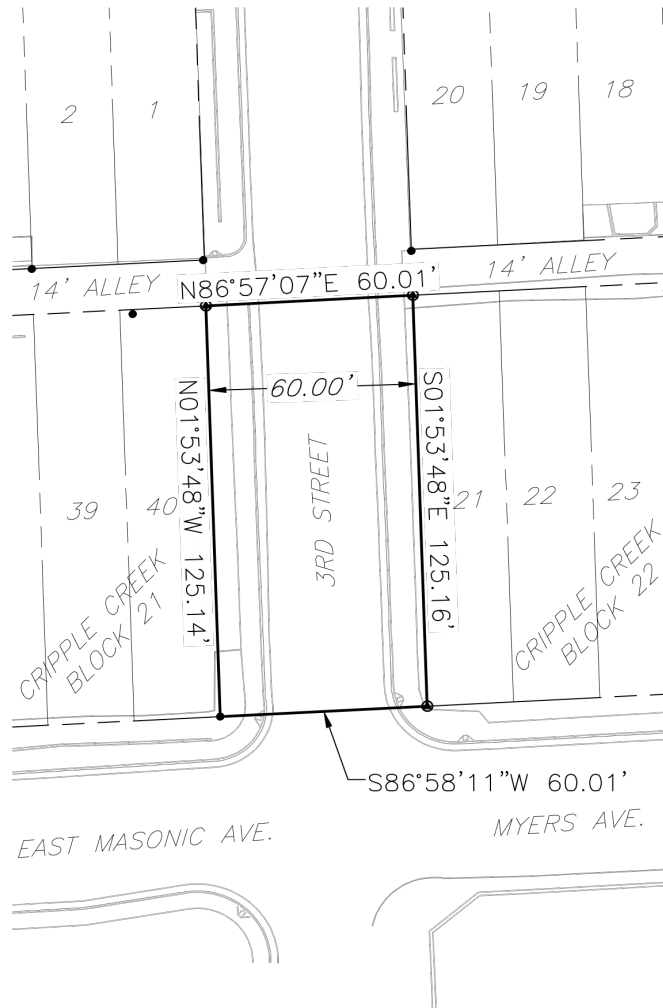 2
1
20
19
18
14' ALLEY
14' ALLEY
N86°57'07"E 60.01'
60.00'
N01°53'48"W 125.14'
S01°53'48"E 125.16'
3RD STREET
39
40
21
22
23
CRIPPLE CREEK
BLOCK 21
CRIPPLE CREEK
BLOCK 22
S86°58'11"W 60.01'
EAST MASONIC AVE.
MYERS AVE.